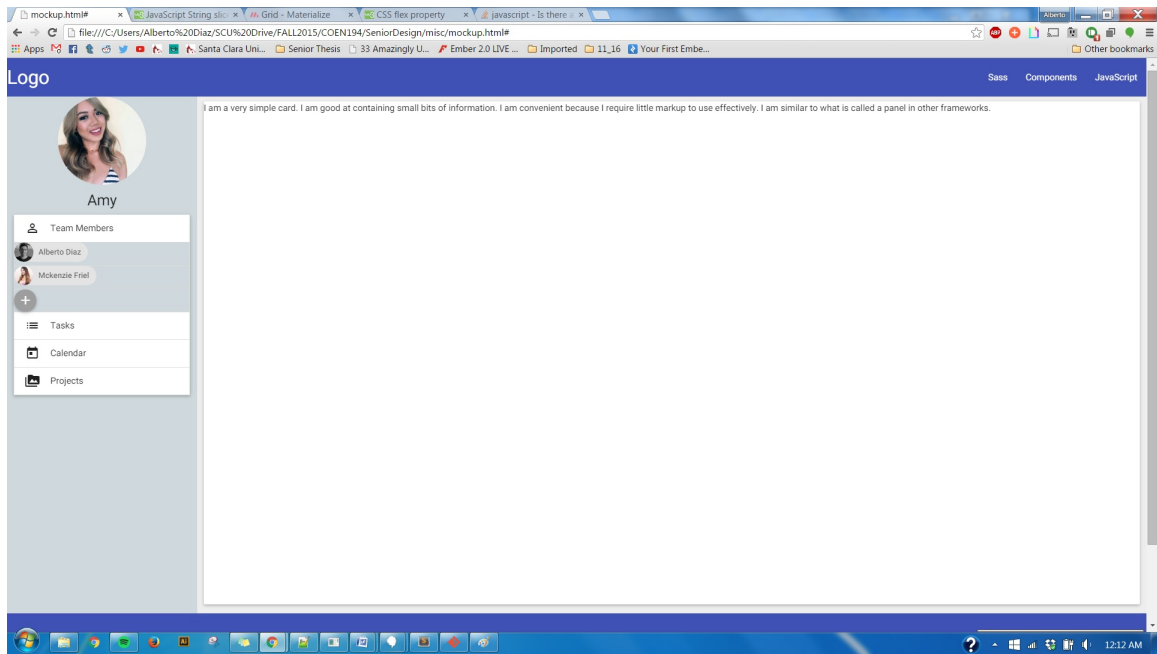 mockup.html#
JavaScript String slic
Grid - Materialize
CSS flex property
javascript - Is there
Alberto
file:///C:/Users/Alberto%20Diaz/SCU%20Drive/FALL2015/COEN194/SeniorDesign/misc/mockup.html#
Apps
Santa Clara Uni...
Senior Thesis
33 Amazingly U...
Ember 2.0 LIVE ...
Imported
11_16
Your First Embe...
Other bookmarks
Logo
Sass Components JavaScript
I am a very simple card. I am good at containing small bits of information. I am convenient because I require little markup to use effectively. I am similar to what is called a panel in other frameworks.
Amy
Team Members
Alberto Diaz
Mckenzie Friel
+
Tasks
Calendar
Projects
12:12 AM